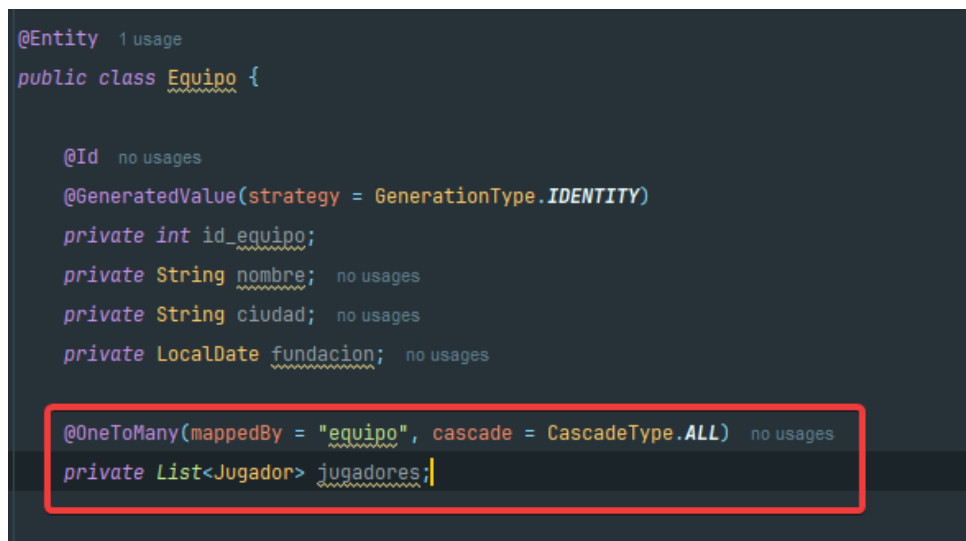 @Entity 1 usage
public class Equipo {
@Id no usages
@GeneratedValue(strategy = GenerationType.IDENTITY)
private int id_equipo;
private String nombre; no usages
private String ciudad; no usages
private LocalDate fundacion; no usages
@OneToMany(mappedBy = "equipo", cascade = CascadeType.ALL) no usages
private List<Jugador> jugadores;